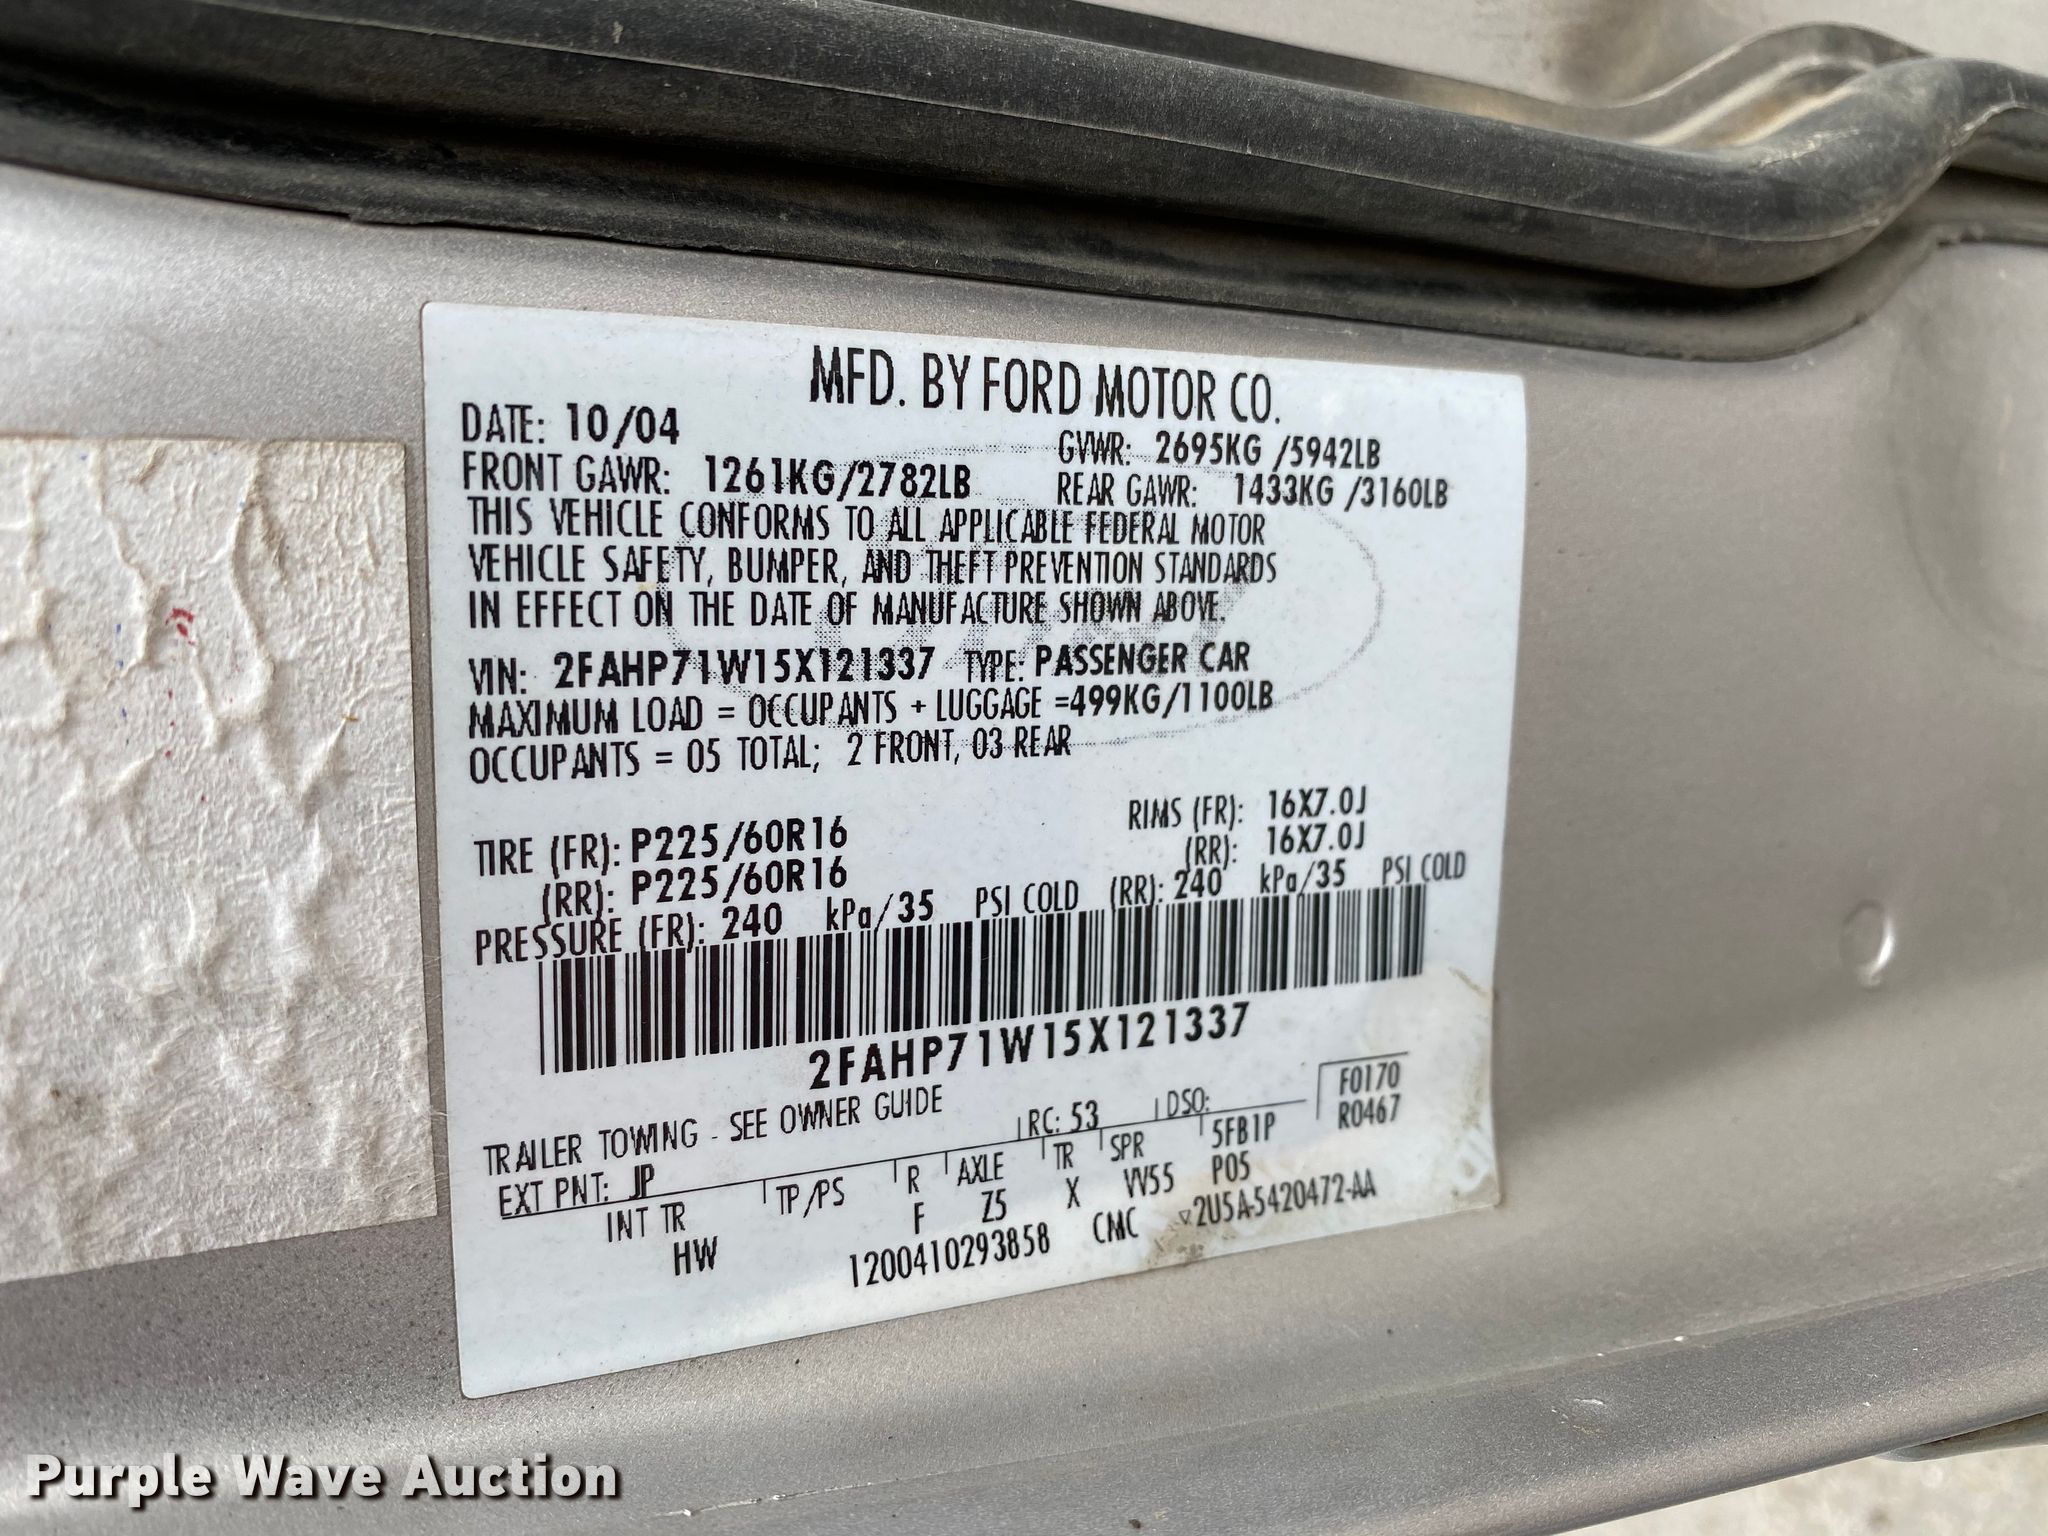 MFD. BY FORD MOTOR CO.
DATE: 10/04
GVWR: 2695KG /5942LB
FRONT GAWR: 1261KG/2782LB
REAR GAWR: 1433KG /3160LB
THIS VEHICLE CONFORMS TO ALL APPLICABLE FEDERAL MOTOR
VEHICLE SAFETY, BUMPER, AND THEFT PREVENTION STANDARDS
IN EFFECT ON THE DATE OF MANUFACTURE SHOWN ABOVE.
VIN: 2FAHP71W15X121337 TYPE: PASSENGER CAR
MAXIMUM LOAD = OCCUPANTS + LUGGAGE =499KG/1100LB
OCCUPANTS = 05 TOTAL; 2 FRONT, 03 REAR
TIRE (FR): P225/60R16
RIMS (FR): 16X7.0J
(RR): P225/60R16
(RR): 16X7.0J
PRESSURE (FR): 240 kPa/35 PSI COLD (RR): 240 kPa/35 PSI COLD
2FAHP71W15X121337
TRAILER TOWING - SEE OWNER GUIDE
EXT PNT: JP
RC: 53
DSO:
F0170
R0467
INT TR
TP/PS
R
AXLE
TR
SPR
5FB1P
HW
F
Z5
X
VV55
P05
1200410293858
CMC
▽2U5A-5420472-AA
Purple Wave Auction